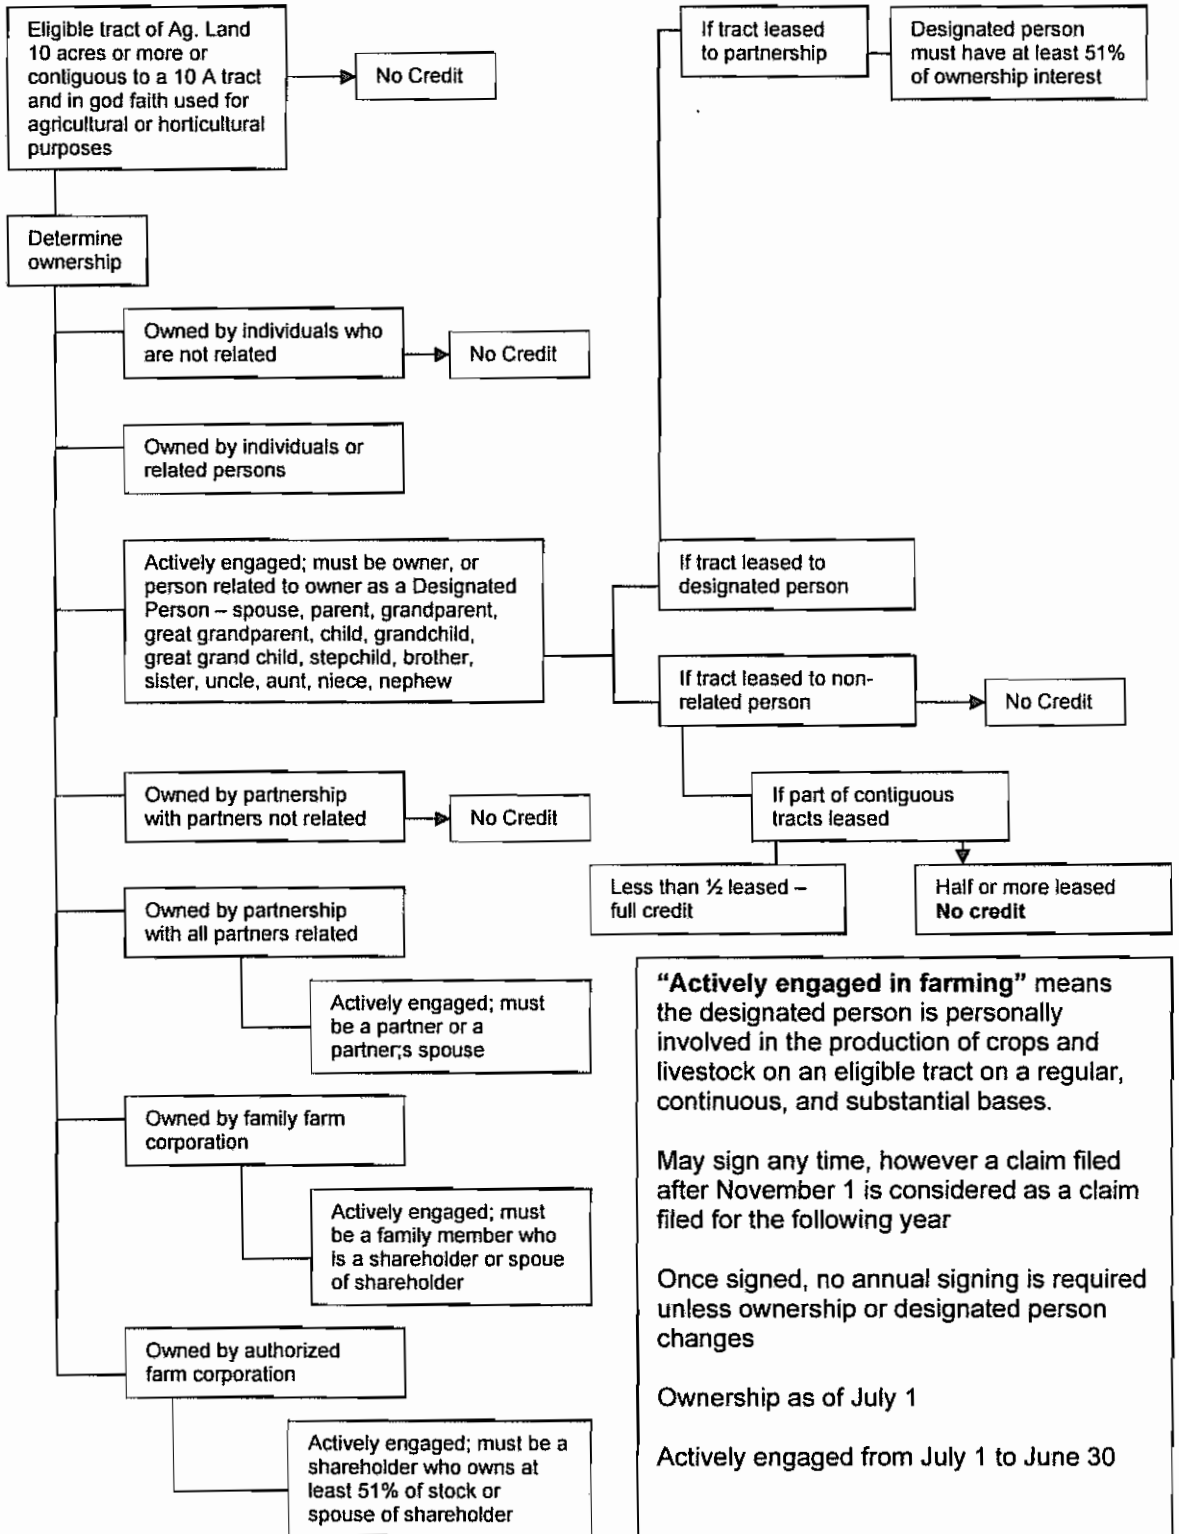 Eligible tract of Ag. Land
10 acres or more or
contiguous to a 10 A tract
and in god faith used for
agricultural or horticultural
purposes
No Credit
If tract leased
to partnership
Designated person
must have at least 51%
of ownership interest
Determine
ownership
Owned by individuals who
are not related
No Credit
Owned by individuals or
related persons
Actively engaged; must be owner, or
person related to owner as a Designated
Person – spouse, parent, grandparent,
great grandparent, child, grandchild,
great grand child, stepchild, brother,
sister, uncle, aunt, niece, nephew
If tract leased to
designated person
If tract leased to non-
related person
No Credit
If part of contiguous
tracts leased
Less than ½ leased –
full credit
Half or more leased
No credit
Owned by partnership
with partners not related
No Credit
Owned by partnership
with all partners related
Actively engaged; must
be a partner or a
partner;s spouse
Owned by family farm
corporation
Actively engaged; must
be a family member who
is a shareholder or spoue
of shareholder
Owned by authorized
farm corporation
Actively engaged; must be a
shareholder who owns at
least 51% of stock or
spouse of shareholder
“Actively engaged in farming” means
the designated person is personally
involved in the production of crops and
livestock on an eligible tract on a regular,
continuous, and substantial bases.
May sign any time, however a claim filed
after November 1 is considered as a claim
filed for the following year
Once signed, no annual signing is required
unless ownership or designated person
changes
Ownership as of July 1
Actively engaged from July 1 to June 30